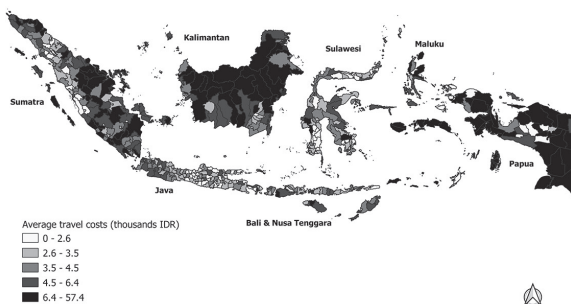 Kalimantan
Sulawesi
Maluku
Sumatra
Papua
Java
Bali & Nusa Tenggara
Average travel costs (thousands IDR)
0 - 2.6
2.6 - 3.5
3.5 - 4.5
4.5 - 6.4
6.4 - 57.4